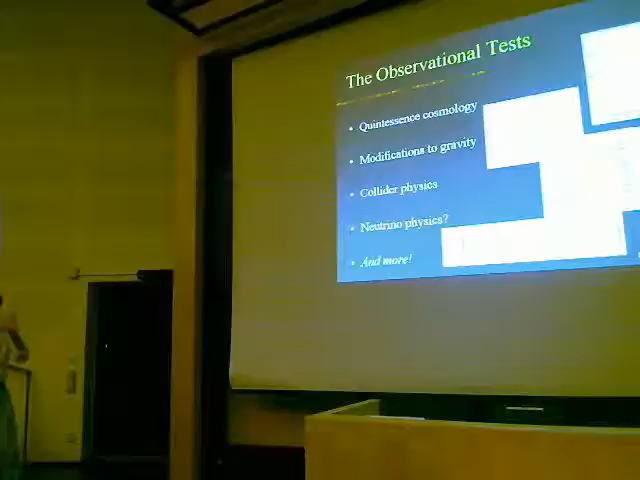 The Observational Tests
• Quintessence cosmology
• Modifications to gravity
• Collider physics
• Neutrino physics?
• And more!